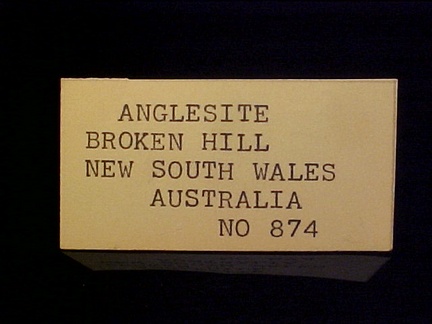 ANGLESITE
BROKEN HILL
NEW SOUTH WALES
AUSTRALIA
NO 874